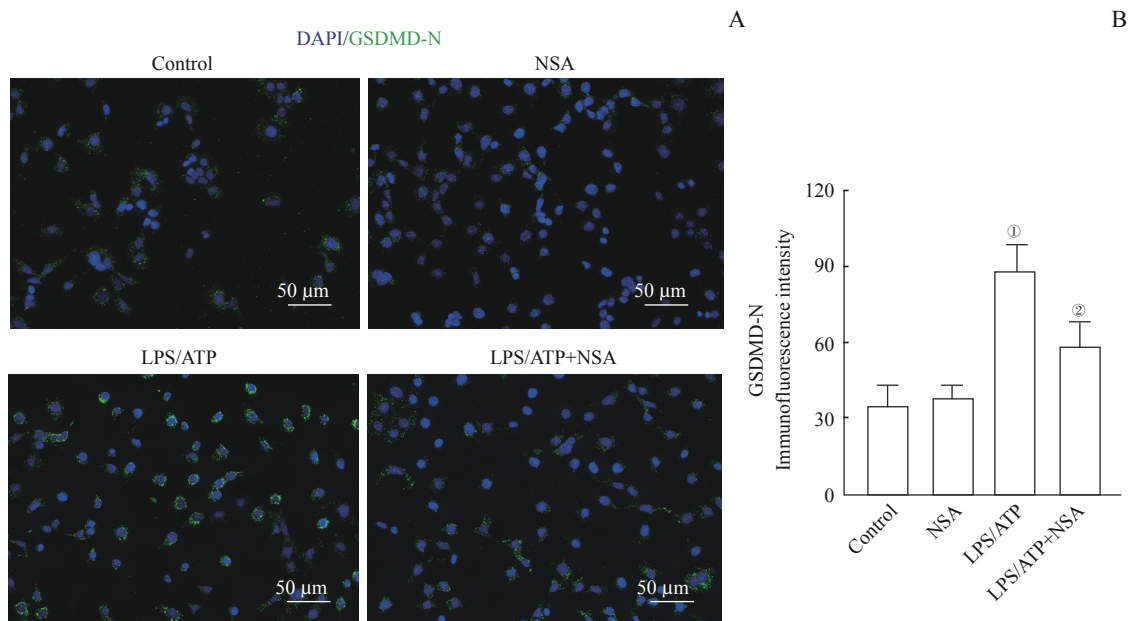 A
DAPI/GSDMD-N
Control
NSA
50 μm
50 μm
LPS/ATP
LPS/ATP+NSA
50 μm
50 μm
B
GSDMD-N
Immunofluorescence intensity
120
90
60
30
0
①
②
Control
NSA
LPS/ATP
LPS/ATP+NSA